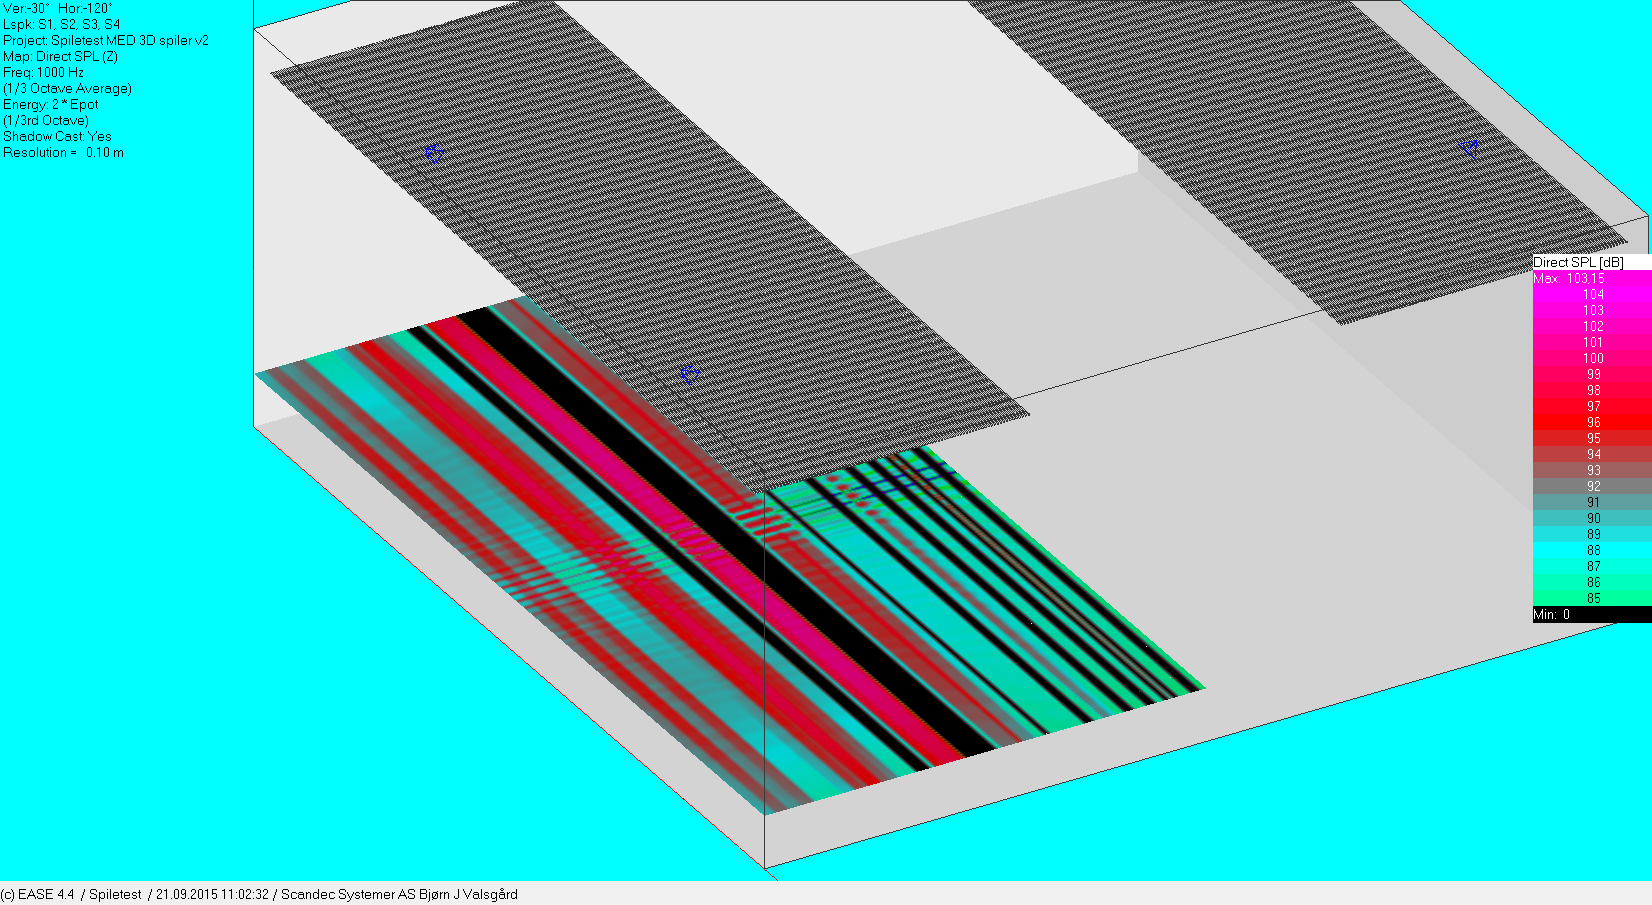 Ver:-30° Hor:-120°
Lspk: S1, S2, S3, S4
Project: Spiletest MED 3D spiler v2
Map: Direct SPL (Z)
Freq: 1000 Hz
(1/3 Octave Average)
Energy: 2 * Epot
(1/3rd Octave)
Shadow Cast: Yes
Resolution = 0.10 m
Direct SPL [dB]
Max: 103,15
104
103
102
101
100
99
98
97
96
95
94
93
92
91
90
89
88
87
86
85
Min: 0
(c) EASE 4.4 / Spiletest / 21.09.2015 11:02:32 / Scandec Systemer AS Bjørn J Valsgård